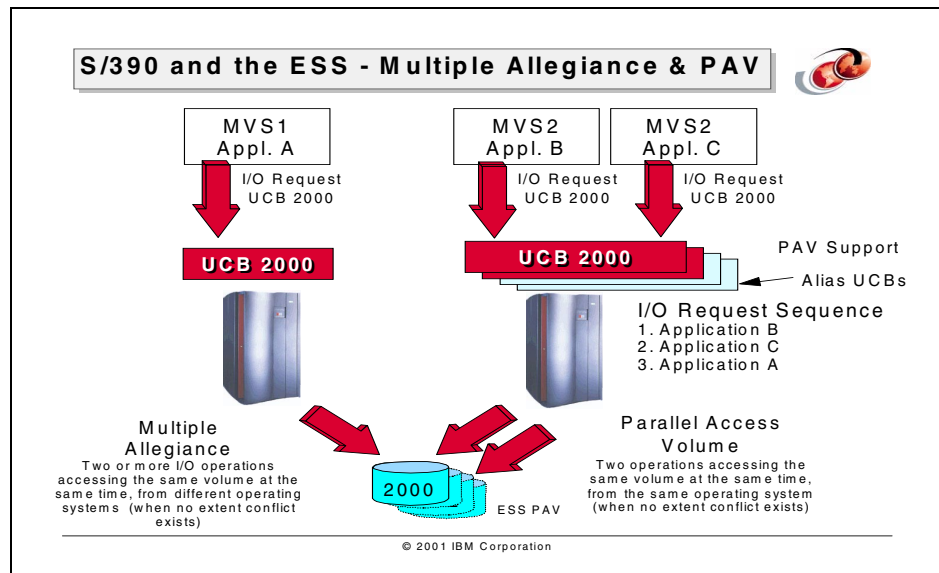 S/390 and the ESS - Multiple Allegiance & PAV
MVS1
Appl. A
MVS2
Appl. B
MVS2
Appl. C
I/O Request
UCB 2000
I/O Request
UCB 2000
I/O Request
UCB 2000
UCB 2000
UCB 2000
PAV Support
Alias UCBs
I/O Request Sequence
1. Application B
2. Application C
3. Application A
Multiple
Allegiance
Two or more I/O operations
accessing the same volume at the
same time, from different operating
systems (when no extent conflict
exists)
2000
ESS PAV
Parallel Access
Volume
Two operations accessing the
same volume at the same time,
from the same operating system
(when no extent conflict exists)
© 2001 IBM Corporation